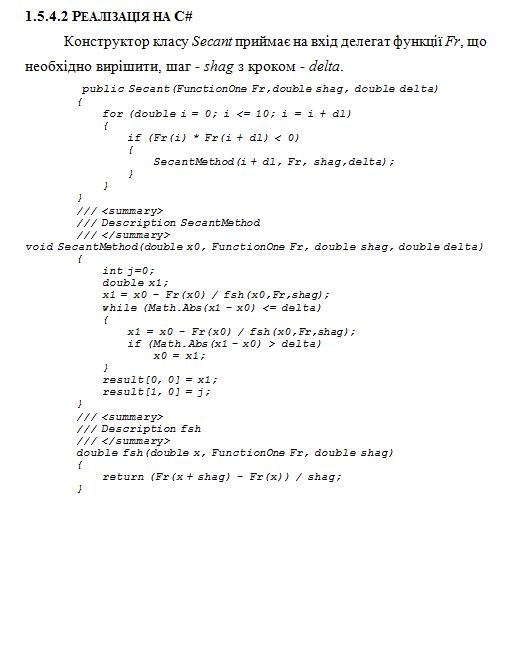 1.5.4.2 РЕАЛІЗАЦІЯ НА C#
Конструктор класу Secant приймає на вхід делегат функції Fr, що
необхідно вирішити, шаг - shag з кроком - delta.
public Secant(FunctionOne Fr,double shag, double delta)
{
for (double i = 0; i <= 10; i = i + dl)
{
if (Fr(i) * Fr(i + dl) < 0)
{
SecantMethod(i + dl, Fr, shag,delta);
}
}
}
/// <summary>
/// Description SecantMethod
/// </summary>
void SecantMethod(double x0, FunctionOne Fr, double shag, double delta)
{
int j=0;
double x1;
x1 = x0 - Fr(x0) / fsh(x0,Fr,shag);
while (Math.Abs(x1 - x0) <= delta)
{
x1 = x0 - Fr(x0) / fsh(x0,Fr,shag);
if (Math.Abs(x1 - x0) > delta)
x0 = x1;
}
result[0, 0] = x1;
result[1, 0] = j;
}
/// <summary>
/// Description fsh
/// </summary>
double fsh(double x, FunctionOne Fr, double shag)
{
return (Fr(x + shag) - Fr(x)) / shag;
}